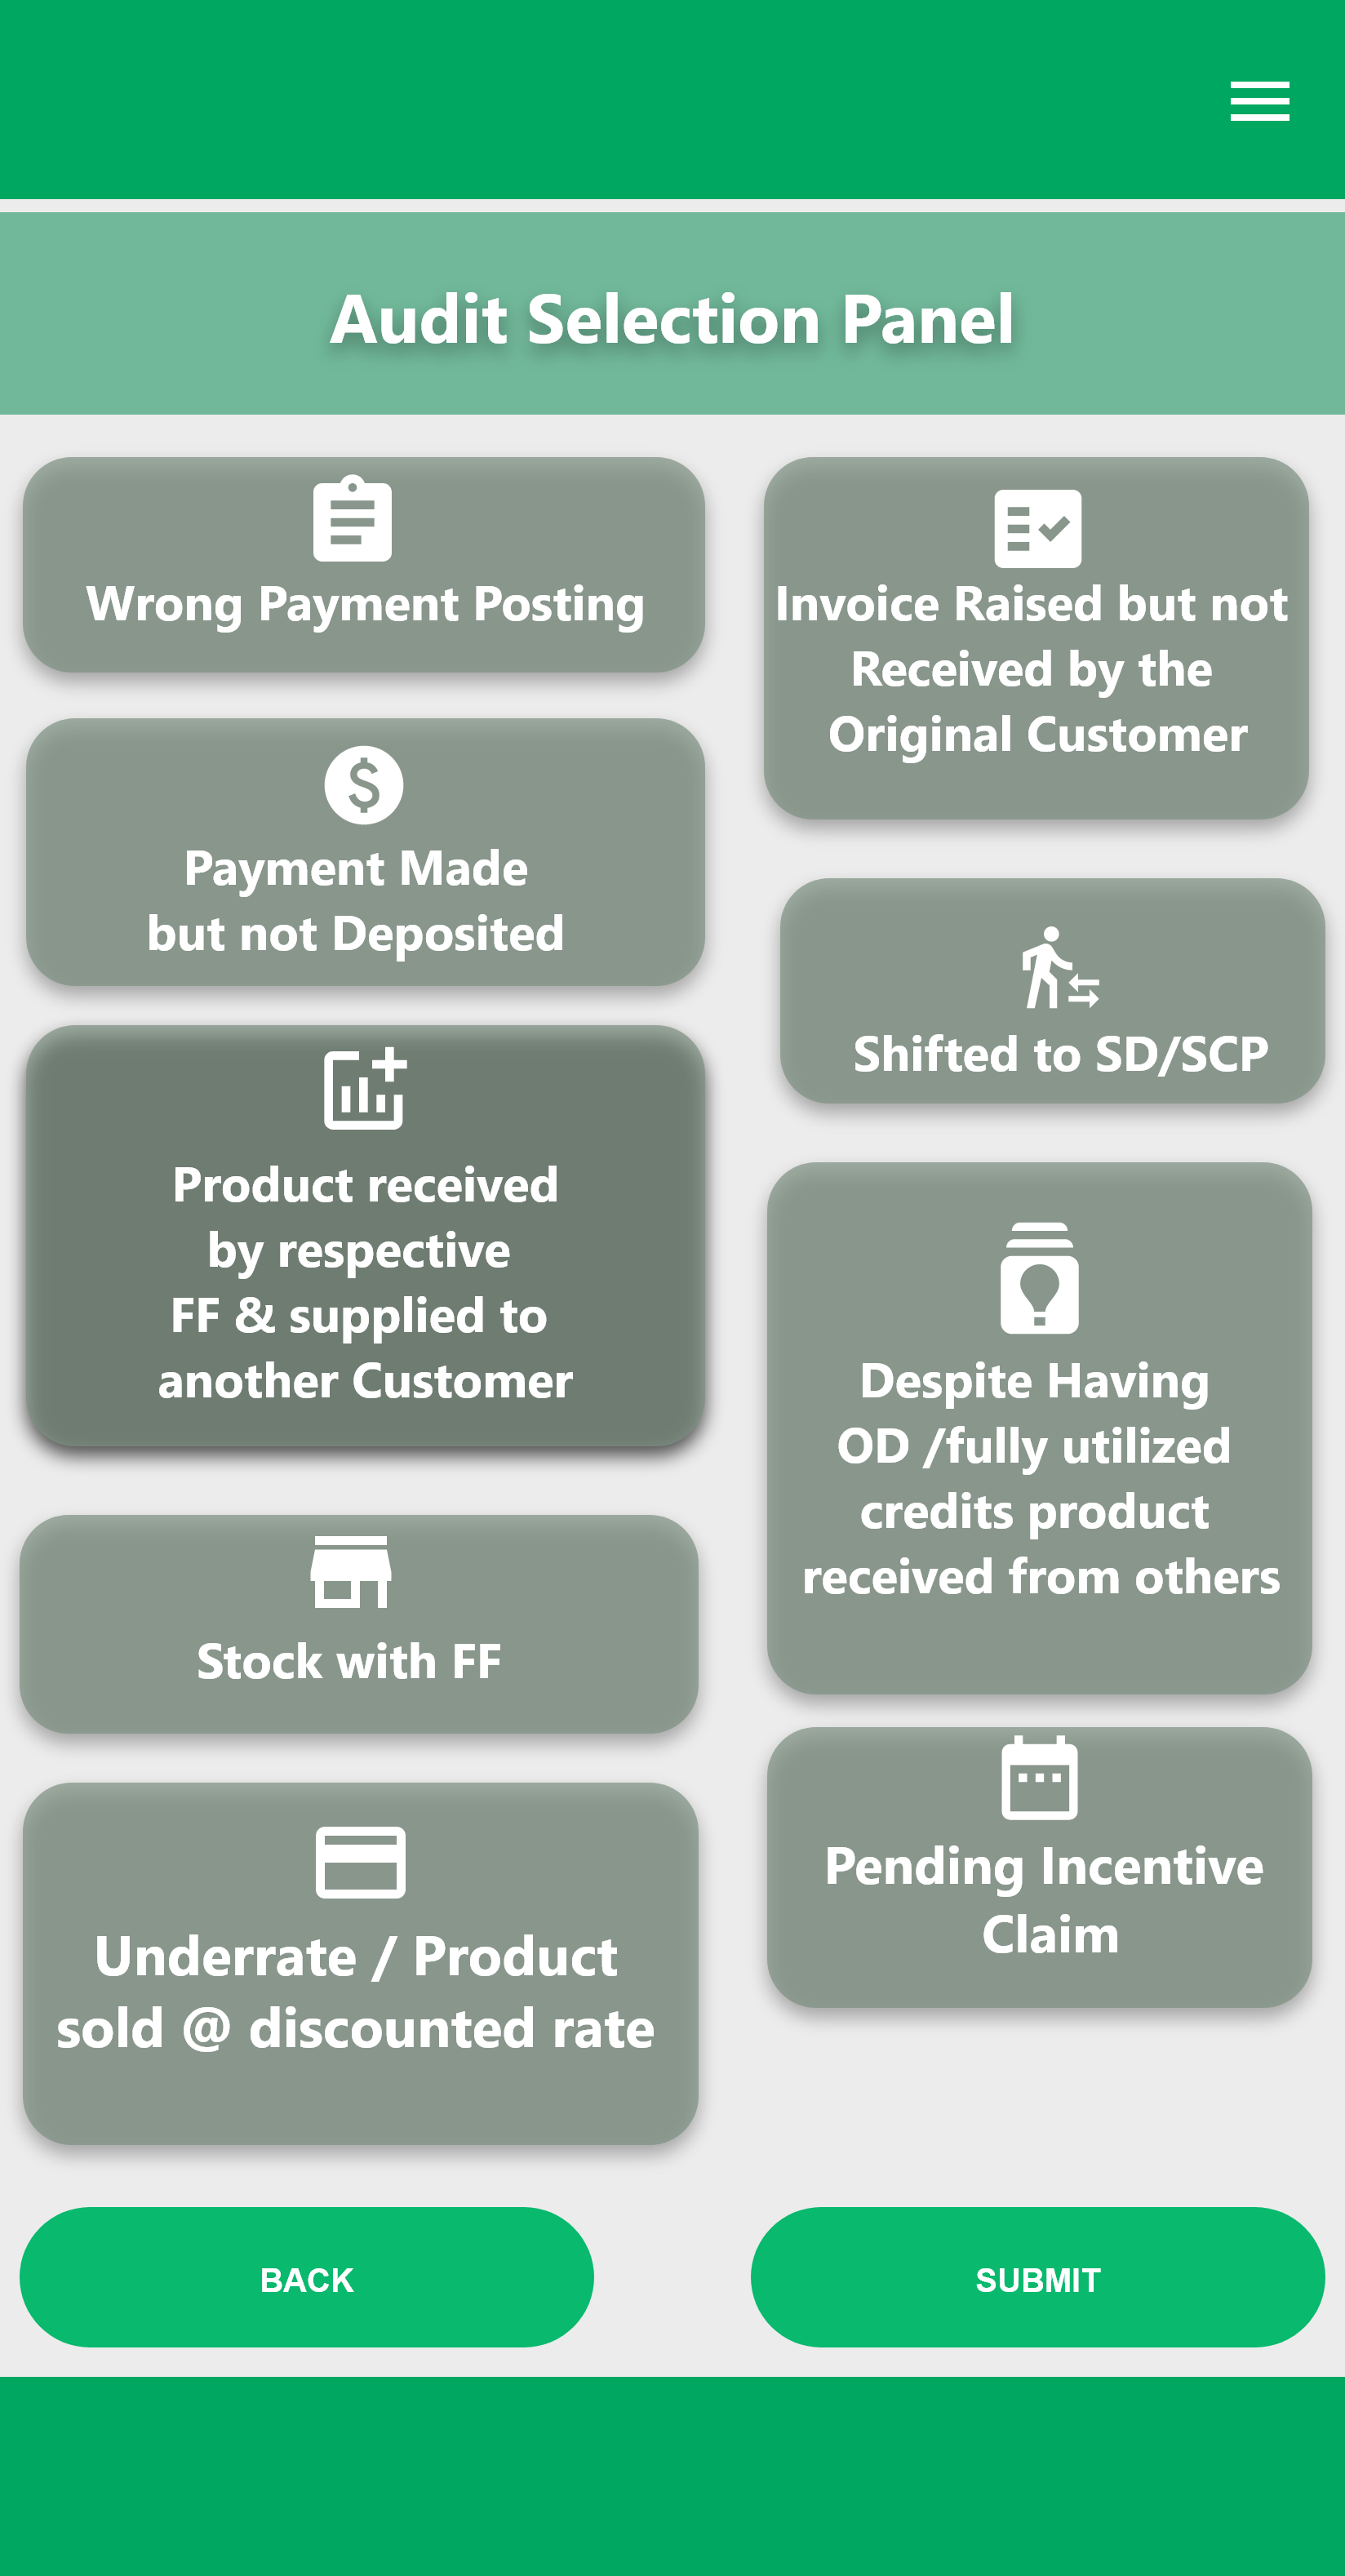 Audit Selection Panel
Wrong Payment Posting
Payment Made
but not Deposited
Product received
by respective
FF & supplied to
another Customer
Stock with FF
Underrate / Product
sold @ discounted rate
Invoice Raised but not
Received by the
Original Customer
Shifted to SD/SCP
Despite Having
OD /fully utilized
credits product
received from others
Pending Incentive
Claim
BACK
SUBMIT